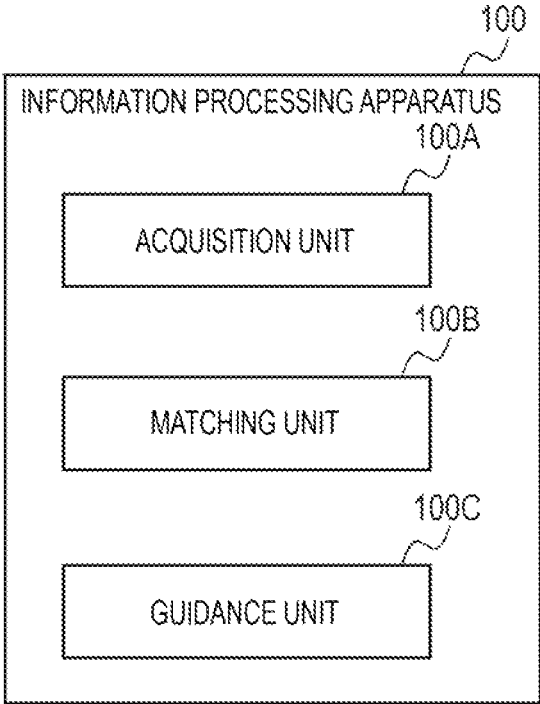 100
INFORMATION PROCESSING APPARATUS
100A
ACQUISITION UNIT
100B
MATCHING UNIT
100C
GUIDANCE UNIT